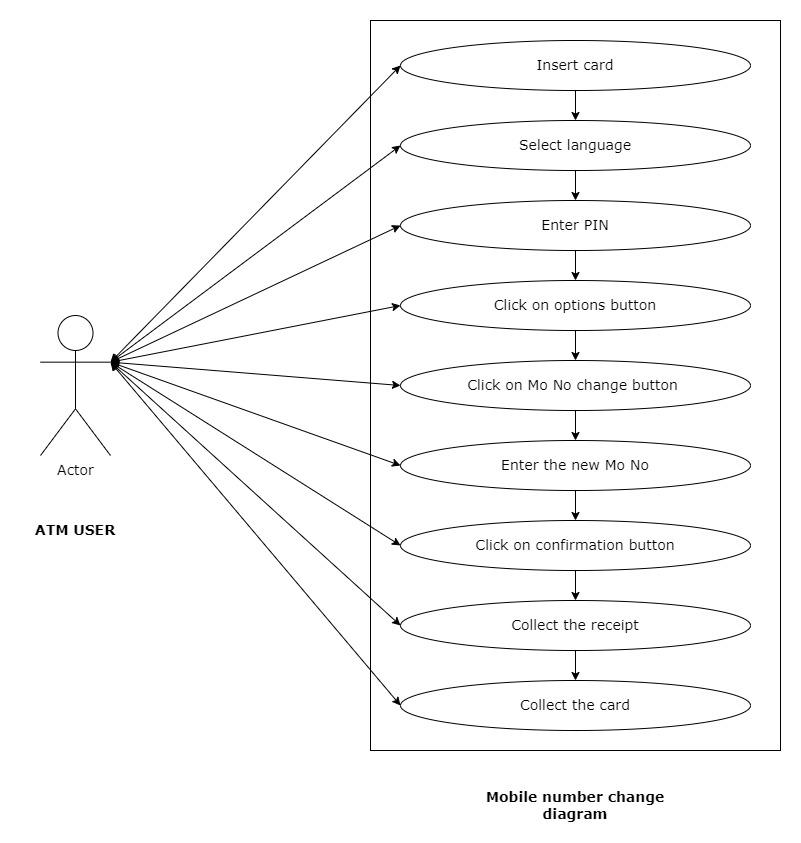 Insert card
Select language
Enter PIN
Click on options button
Click on Mo No change button
Enter the new Mo No
Click on confirmation button
Collect the receipt
Collect the card
Actor
ATM USER
Mobile number change
diagram